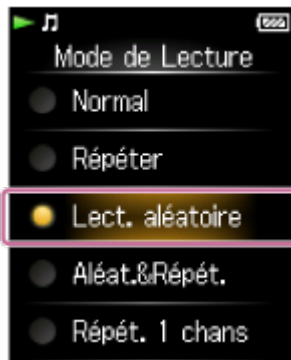 Mode de Lecture
Normal
Répéter
Lect. aléatoire
Aléat.&Répét.
Répét. 1 chans